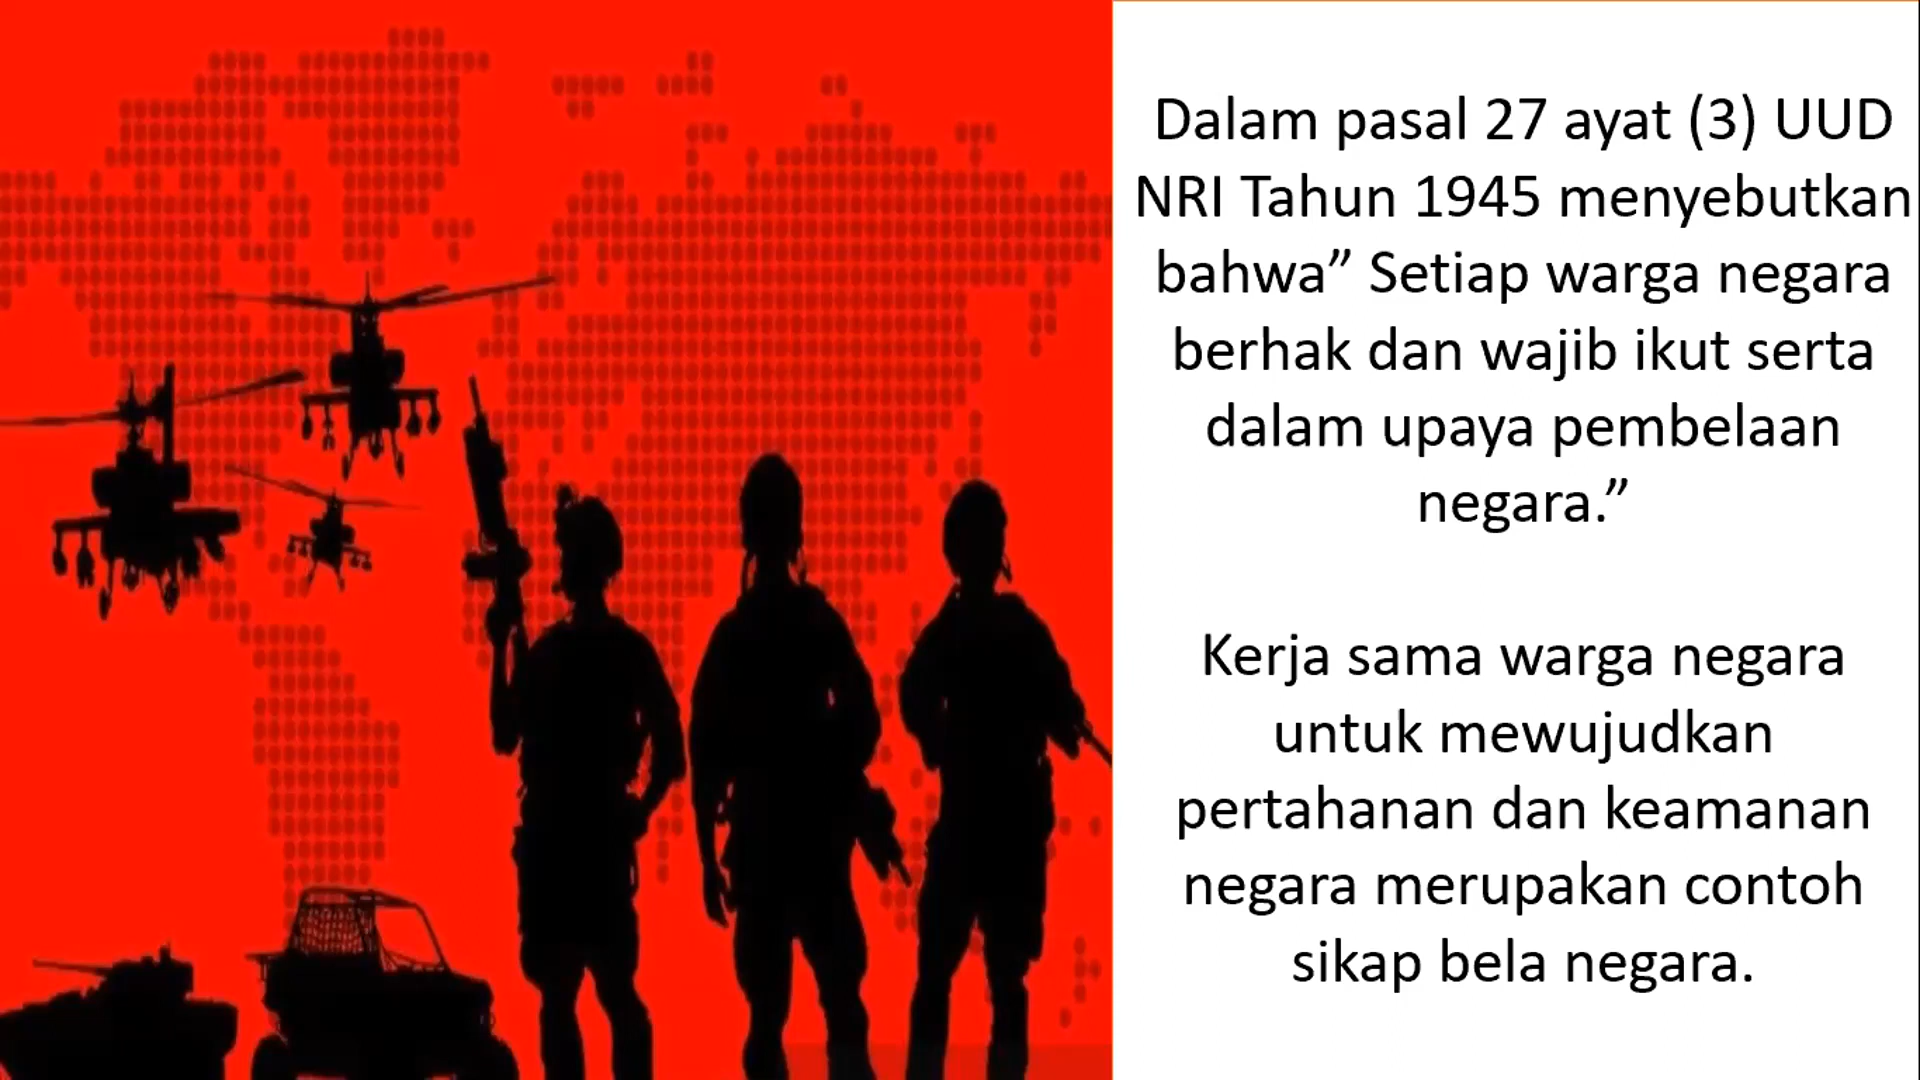 Dalam pasal 27 ayat (3) UUD
NRI Tahun 1945 menyebutkan
bahwa” Setiap warga negara
berhak dan wajib ikut serta
dalam upaya pembelaan
negara.”
Kerja sama warga negara
untuk mewujudkan
pertahanan dan keamanan
negara merupakan contoh
sikap bela negara.